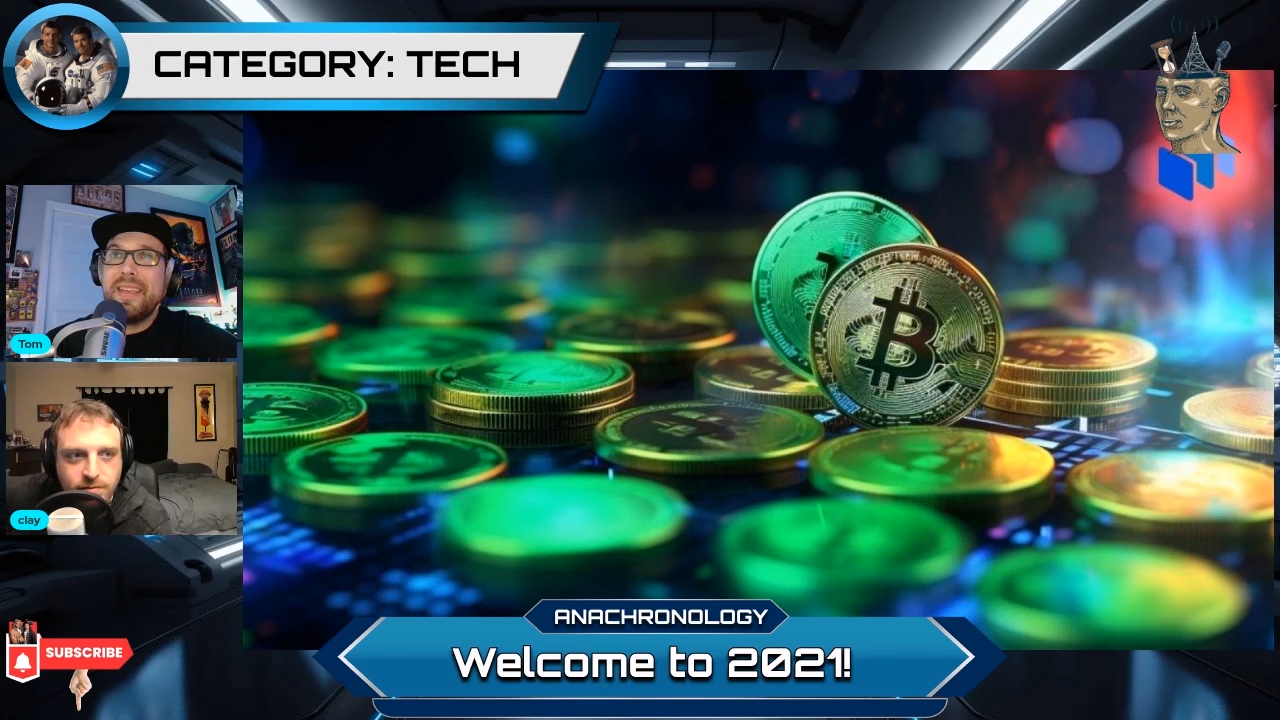 CATEGORY: TECH
Tom
clay
SUBSCRIBE
ANACHRONOLOGY
Welcome to 2021!